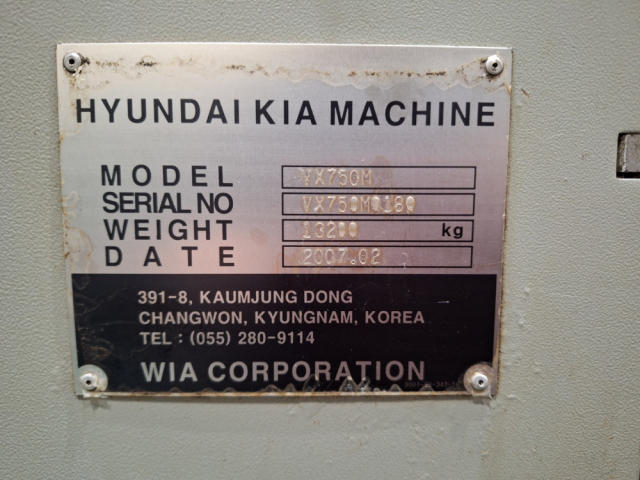 HYUNDAI KIA MACHINE
MODEL VX750M
SERIAL NO VX750M0180
WEIGHT 13200 kg
DATE 2007.02
391-8, KAUMJUNG DONG
CHANGWON, KYUNGNAM, KOREA
TEL : (055) 280-9114
WIA CORPORATION